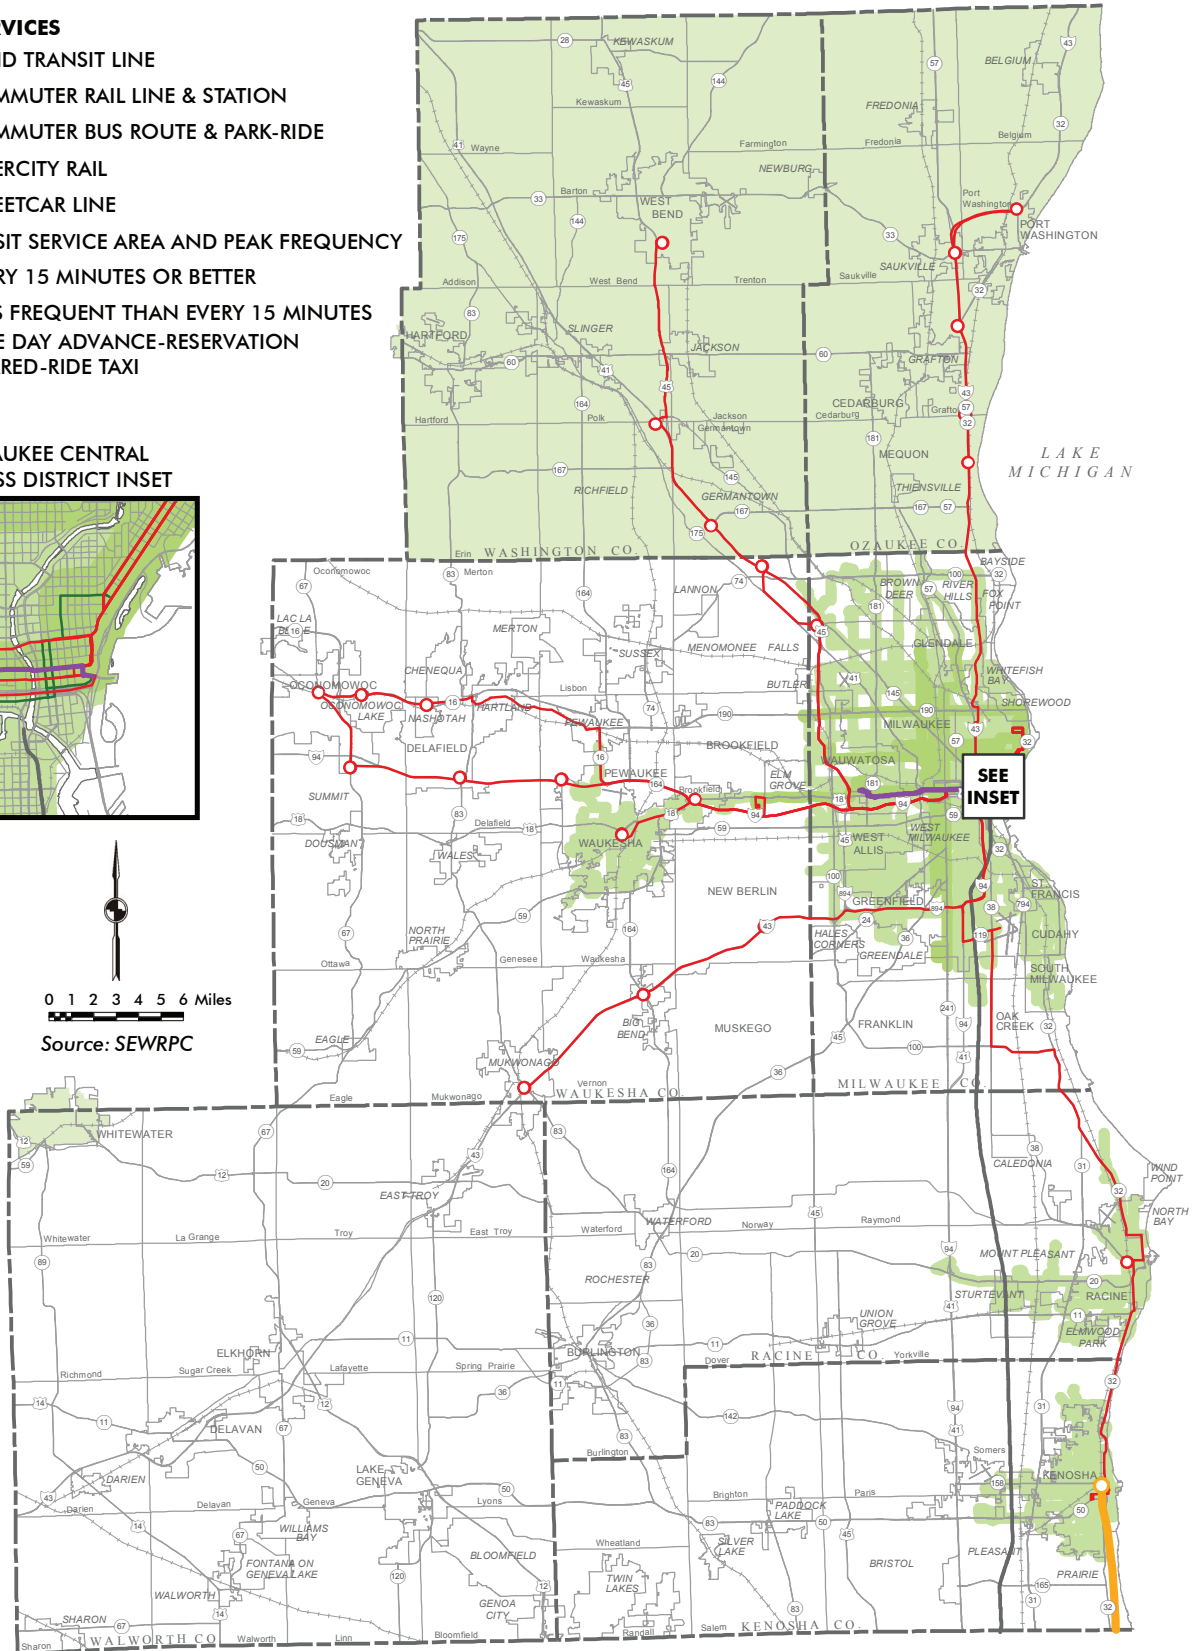 RVICES
ID TRANSIT LINE
MMUTER RAIL LINE & STATION
MMUTER BUS ROUTE & PARK-RIDE
ERCITY RAIL
EETCAR LINE
SIT SERVICE AREA AND PEAK FREQUENCY
RY 15 MINUTES OR BETTER
S FREQUENT THAN EVERY 15 MINUTES
E DAY ADVANCE-RESERVATION
RED-RIDE TAXI
AUKEE CENTRAL
SS DISTRICT INSET
0 1 2 3 4 5 6 Miles
Source: SEWRPC
KEWASKUM
Kewaskum
Wayne
Barton
WEST
BEND
Farmington
NEWBURG
BELGIUM
FREDONIA
Fredonia
Belgium
Port
Washington
PORT
WASHINGTON
SAUKVILLE
Saukville
Addison
West Bend
Trenton
HARTFORD
SLINGER
JACKSON
GRAFTON
CEDARBURG
Cedarburg
Hartford
Polk
Jackson
Germantown
MEQUON
THIENSVILLE
RICHFIELD
GERMANTOWN
Erin
WASHINGTON CO.
OZAUKEE CO.
LAKE
MICHIGAN
Oconomowoc
Merton
LAC LA
MERTON
LANNON
BROWN
DEER
RIVER
HILLS
BAYSIDE
FOX
POINT
CHENEQUA
SUSSEX
MENOMONEE FALLS
GLENDALE
WHITEFISH
BAY
OCONOMOWOC
OCONOMOWOC
LAKE
NASHOTAH
HARTLAND
Lisbon
PEWAUKEE
BUTLER
SHOREWOOD
MILWAUKEE
DELAFIELD
PEWAUKEE
BROOKFIELD
Brookfield
ELM
GROVE
WAUWATOSA
SEE
INSET
SUMMIT
Delafield
DOUSMAN
WALES
WAUKESHA
WEST
ALLIS
WEST
MILWAUKEE
NEW BERLIN
GREENFIELD
ST.
FRANCIS
NORTH
PRAIRIE
HALES
CORNERS
GREENDALE
CUDAHY
Ottawa
Genesee
Waukesha
SOUTH
MILWAUKEE
BIG
BEND
MUSKEGO
FRANKLIN
OAK
CREEK
EAGLE
MUKWONAGO
Eagle
Mukwonago
Vernon
WAUKESHA CO.
MILWAUKEE CO.
WHITEWATER
CALEDONIA
WIND
POINT
NORTH
BAY
EAST TROY
Whitewater
La Grange
Troy
East Troy
Waterford
WATERFORD
Norway
Raymond
MOUNT PLEASANT
ROCHESTER
STURTEVANT
RACINE
ELMWOOD
PARK
UNION
GROVE
ELKHORN
BURLINGTON
Dover
RACINE CO.
Yorkville
Richmond
Sugar Creek
Lafayette
Spring Prairie
DELAVAN
Burlington
Somers
KENOSHA
DARIEN
Darien
Delavan
LAKE
GENEVA
Geneva
Lyons
Brighton
Paris
PADDOCK
LAKE
WILLIAMS
BAY
FONTANA ON
GENEVA LAKE
BLOOMFIELD
Wheatland
SILVER
LAKE
BRISTOL
PLEASANT
PRAIRIE
WALWORTH
GENOA
CITY
TWIN
LAKES
SHARON
Sharon
WALWORTH CO
Walworth
Linn
Bloomfield
Randall
Salem
KENOSHA CO.